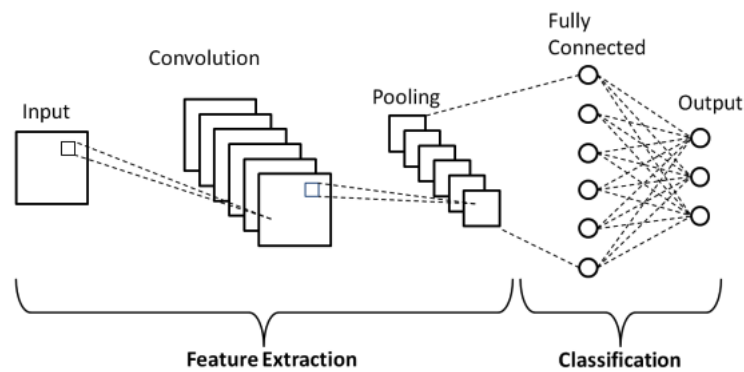 Input
Convolution
Pooling
Fully
Connected
Output
Feature Extraction
Classification